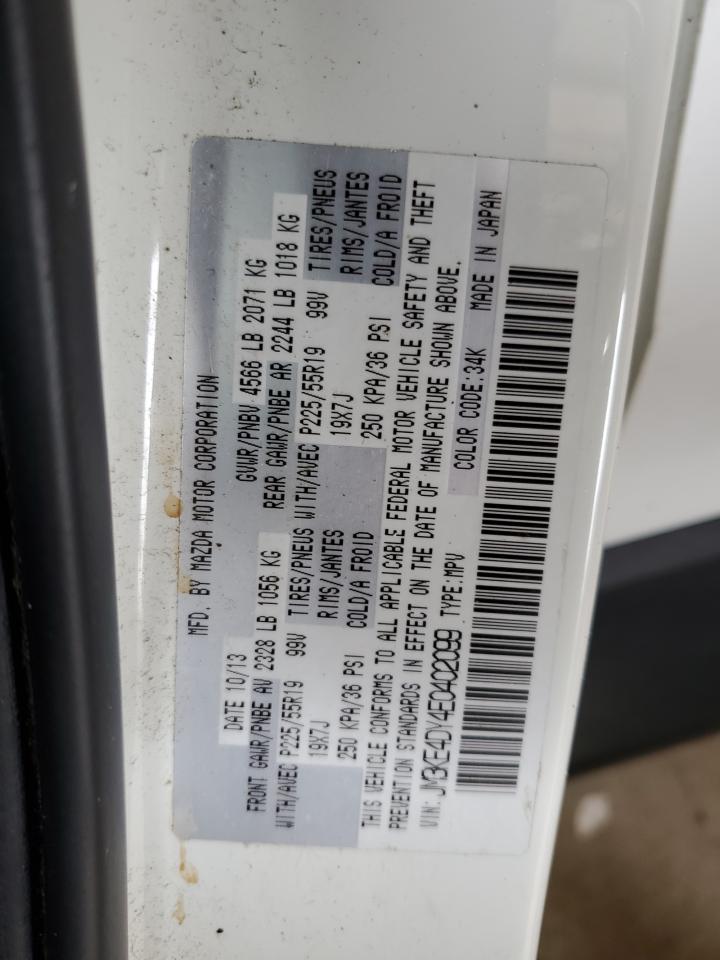 MFD. BY MAZDA MOTOR CORPORATION
DATE 10/13 GVWR/PNBV 4566 LB 2071 KG
FRONT GAWR/PNBE AV 2328 LB 1056 KG REAR GAWR/PNBE AR 2244 LB 1018 KG
WITH/AVEC P225/55R19 99V TIRES/PNEUS WITH/AVEC P225/55R19 99V TIRES/PNEUS
19X7J RIMS/JANTES 19X7J RIMS/JANTES
250 KPA/36 PSI COLD/A FROID 250 KPA/36 PSI COLD/A FROID
THIS VEHICLE CONFORMS TO ALL APPLICABLE FEDERAL MOTOR VEHICLE SAFETY AND THEFT
PREVENTION STANDARDS IN EFFECT ON THE DATE OF MANUFACTURE SHOWN ABOVE.
VIN: JM3KE4DY4E0402099 TYPE:MPV COLOR CODE:34K MADE IN JAPAN